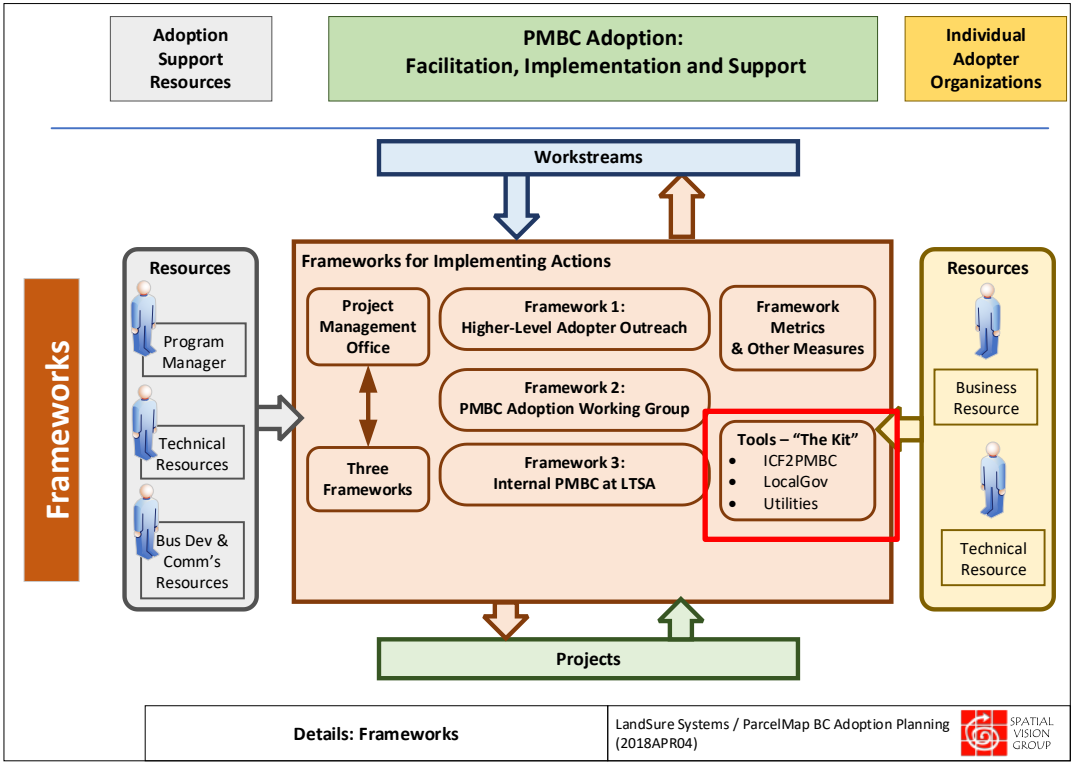 Adoption
Support
Resources
PMBC Adoption:
Facilitation, Implementation and Support
Individual
Adopter
Organizations
Workstreams
Frameworks
Resources
Program
Manager
Technical
Resources
Bus Dev &
Comm's
Resources
Frameworks for Implementing Actions
Project
Management
Office
Three
Frameworks
Framework 1:
Higher-Level Adopter Outreach
Framework 2:
PMBC Adoption Working Group
Framework 3:
Internal PMBC at LTSA
Framework
Metrics
& Other Measures
Tools – “The Kit”
• ICF2PMBC
• LocalGov
• Utilities
Resources
Business
Resource
Technical
Resource
Projects
Details: Frameworks
LandSure Systems / ParcelMap BC Adoption Planning
(2018APR04)
SPATIAL
VISION
GROUP